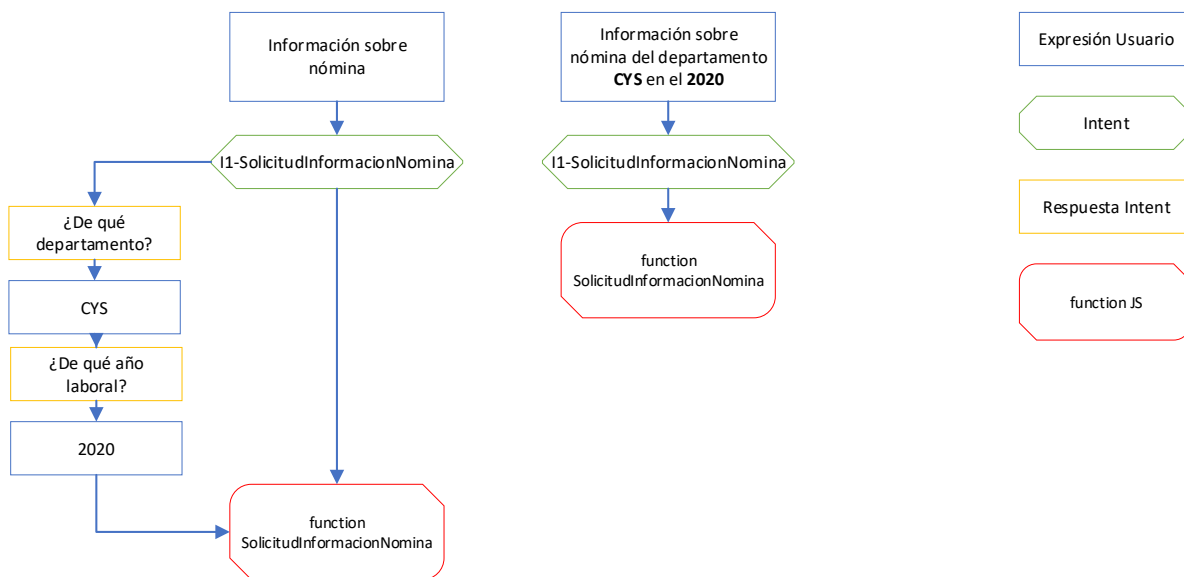 Información sobre
nómina
I1-SolicitudInformacionNomina
¿De qué
departamento?
CYS
¿De qué año
laboral?
2020
function
SolicitudInformacionNomina
Información sobre
nómina del departamento
CYS en el 2020
I1-SolicitudInformacionNomina
function
SolicitudInformacionNomina
Expresión Usuario
Intent
Respuesta Intent
function JS